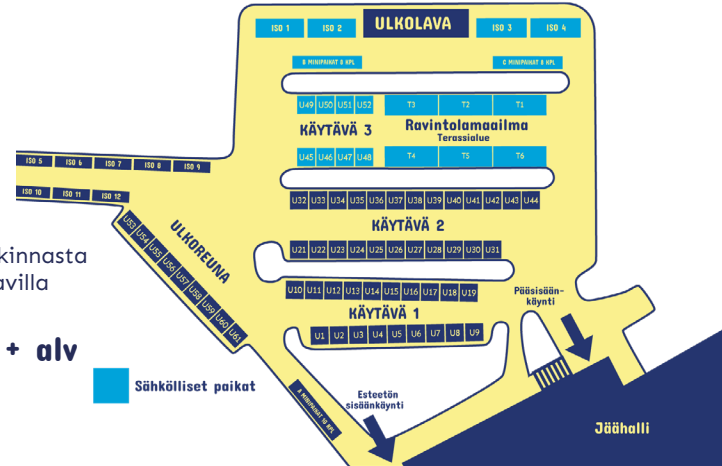 ISO 1
ISO 2
ULKOLAVA
ISO 3
ISO 4
B MINIPAIKAT 8 KPL
C MINIPAIKAT 8 KPL
U49 U50 U51 U52
T3
T2
T1
KÄYTÄVÄ 3
Ravintolamaailma
Terassialue
U45 U46 U47 U48
T4
T5
T6
ISO 5
ISO 6
ISO 7
ISO 8
ISO 9
ISO 10
ISO 11
ISO 12
U32 U33 U34 U35 U36 U37 U38 U39 U40 U41 U42 U43 U44
KÄYTÄVÄ 2
ULKOREUNA
U53 U54 U55 U56 U57 U58 U59 U60 U61
U21 U22 U23 U24 U25 U26 U27 U28 U29 U30 U31
kinnasta
avilla
U10 U11 U12 U13 U14 U15 U16 U17 U18 U19
KÄYTÄVÄ 1
Pääsisään-
käynti
U1 U2 U3 U4 U5 U6 U7 U8 U9
+ alv
Sähkölliset paikat
A MINIPAIKAT 10 KPL
Esteetön
sisäänkäynti
Jäähalli